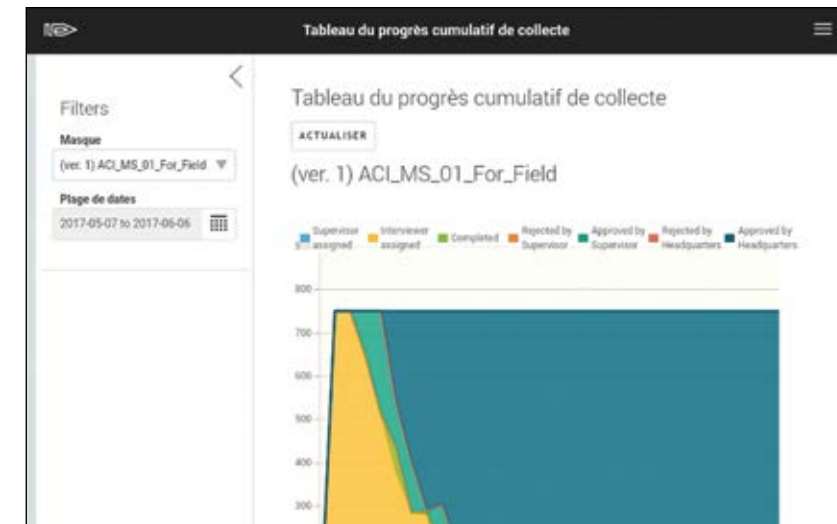 Tableau du progrès cumulatif de collecte
Filters
Masque
(ver. 1) ACI_MS_01_For_Field
Plage de dates
2017-05-07 to 2017-06-06
Tableau du progrès cumulatif de collecte
ACTUALISER
(ver. 1) ACI_MS_01_For_Field
Supervisor assigned
Interviewer assigned
Completed
Rejected by Supervisor
Approved by Supervisor
Rejected by Headquarters
Approved by Headquarters
800
700
600
500
400
300